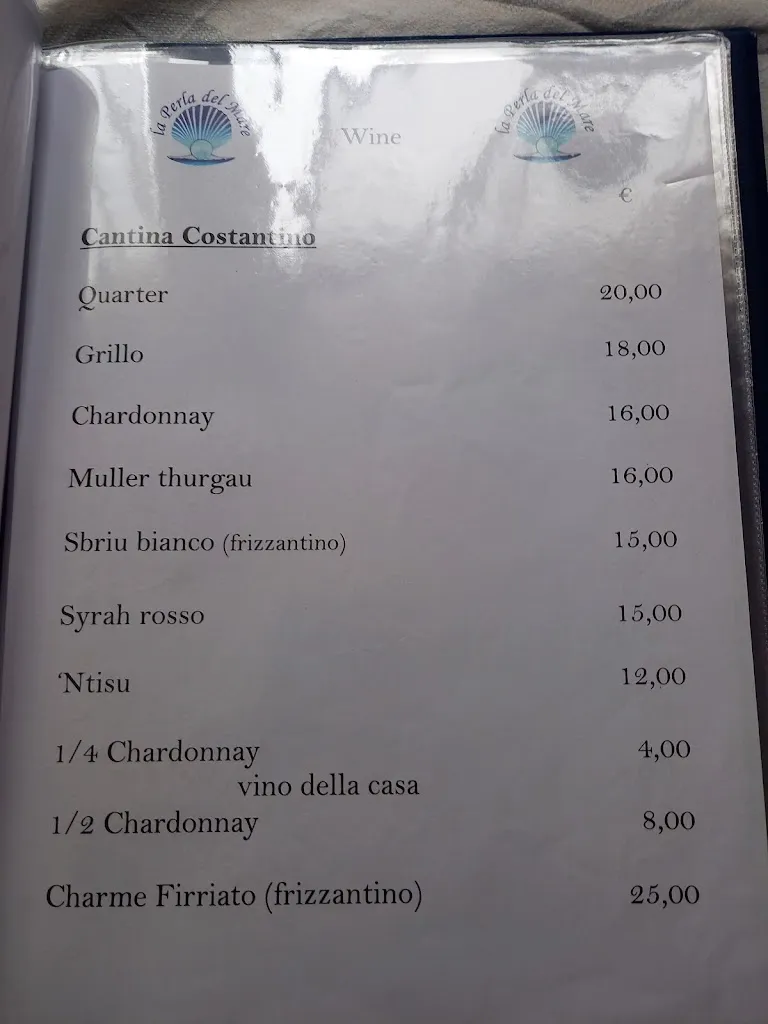 la Perla del Mare
Wine
la Perla del Mare
€
Cantina Costantino
Quarter 20,00
Grillo 18,00
Chardonnay 16,00
Muller thurgau 16,00
Sbriu bianco (frizzantino) 15,00
Syrah rosso 15,00
‘Ntisu 12,00
1/4 Chardonnay 4,00
vino della casa
1/2 Chardonnay 8,00
Charme Firriato (frizzantino) 25,00